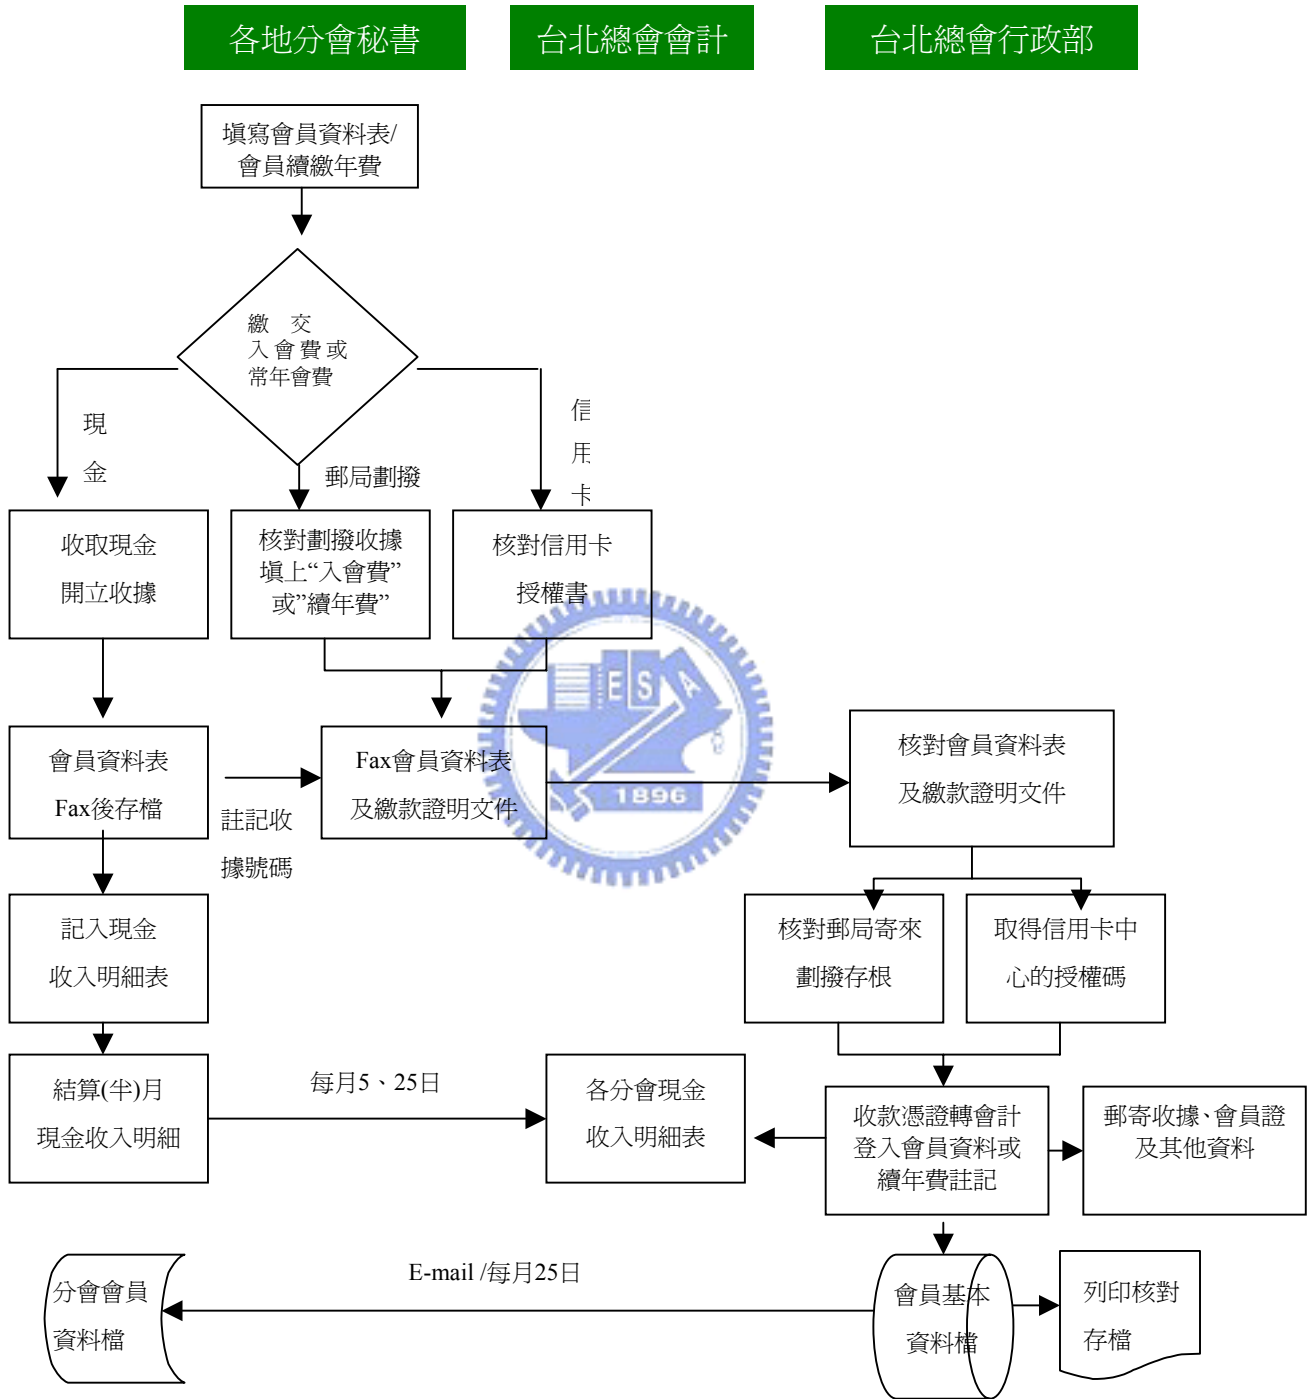 各地分會秘書
台北總會會計
台北總會行政部
填寫會員資料表/
會員續繳年費
繳 交
入會費或
常年會費
現
金
郵局劃撥
信
用
卡
收取現金
開立收據
核對劃撥收據
填上“入會費”
或”續年費”
核對信用卡
授權書
ESA
1896
會員資料表
Fax後存檔
註記收
據號碼
Fax會員資料表
及繳款證明文件
核對會員資料表
及繳款證明文件
記入現金
收入明細表
核對郵局寄來
劃撥存根
取得信用卡中
心的授權碼
結算(半)月
現金收入明細
每月5、25日
各分會現金
收入明細表
收款憑證轉會計
登入會員資料或
續年費註記
郵寄收據、會員證
及其他資料
分會會員
資料檔
E-mail /每月25日
會員基本
資料檔
列印核對
存檔